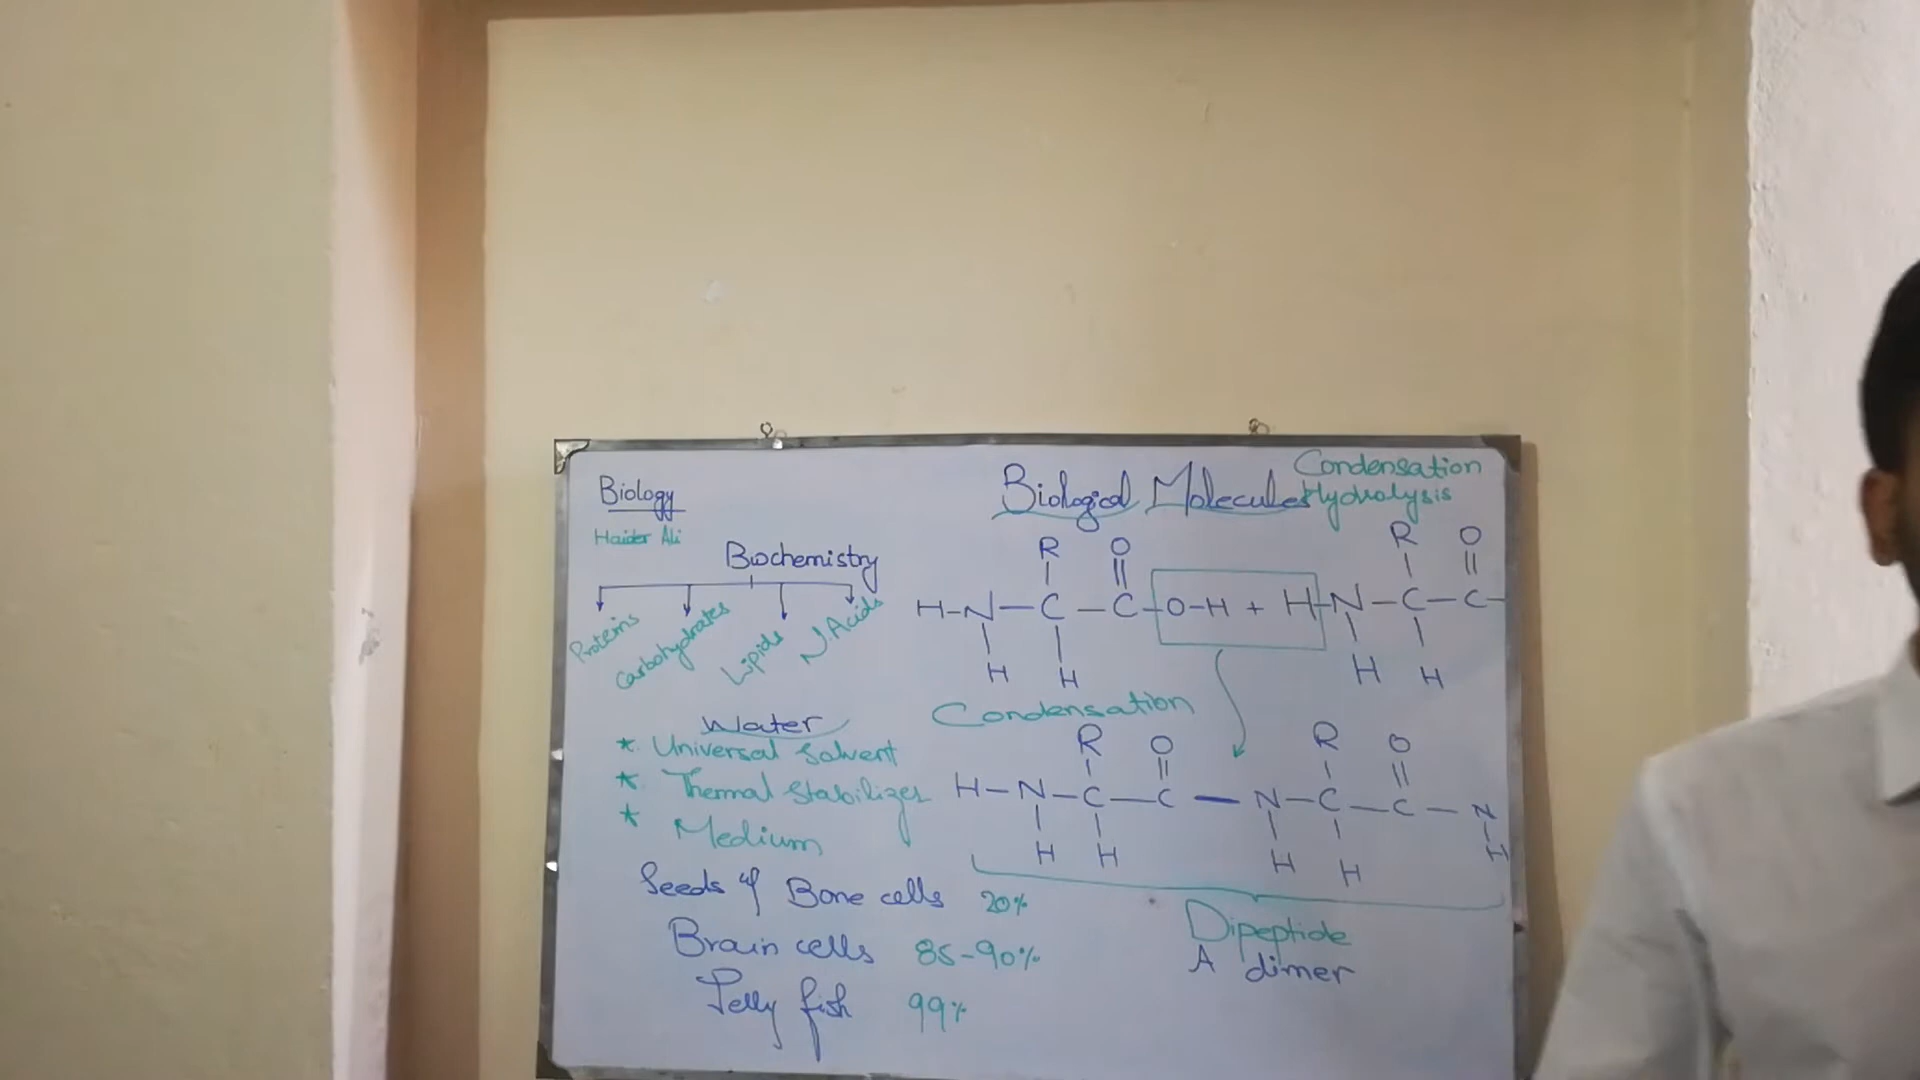 Biology
Haider Ali
Biochemistry
Proteins
Carbohydrates
Lipids
N.Acids
Water
* Universal Solvent
* Thermal Stabilizer
* Medium
Seeds of Bone cells 20%
Brain cells 85-90%
Jelly fish 99%
Biological Molecules
Condensation
Hydrolysis
R O R O
H-N-C-C-O-H + H-N-C-C-
H H H H
Condensation
R O R O
H-N-C-C-N-C-C-N
H H H H H
Dipeptide
A dimer